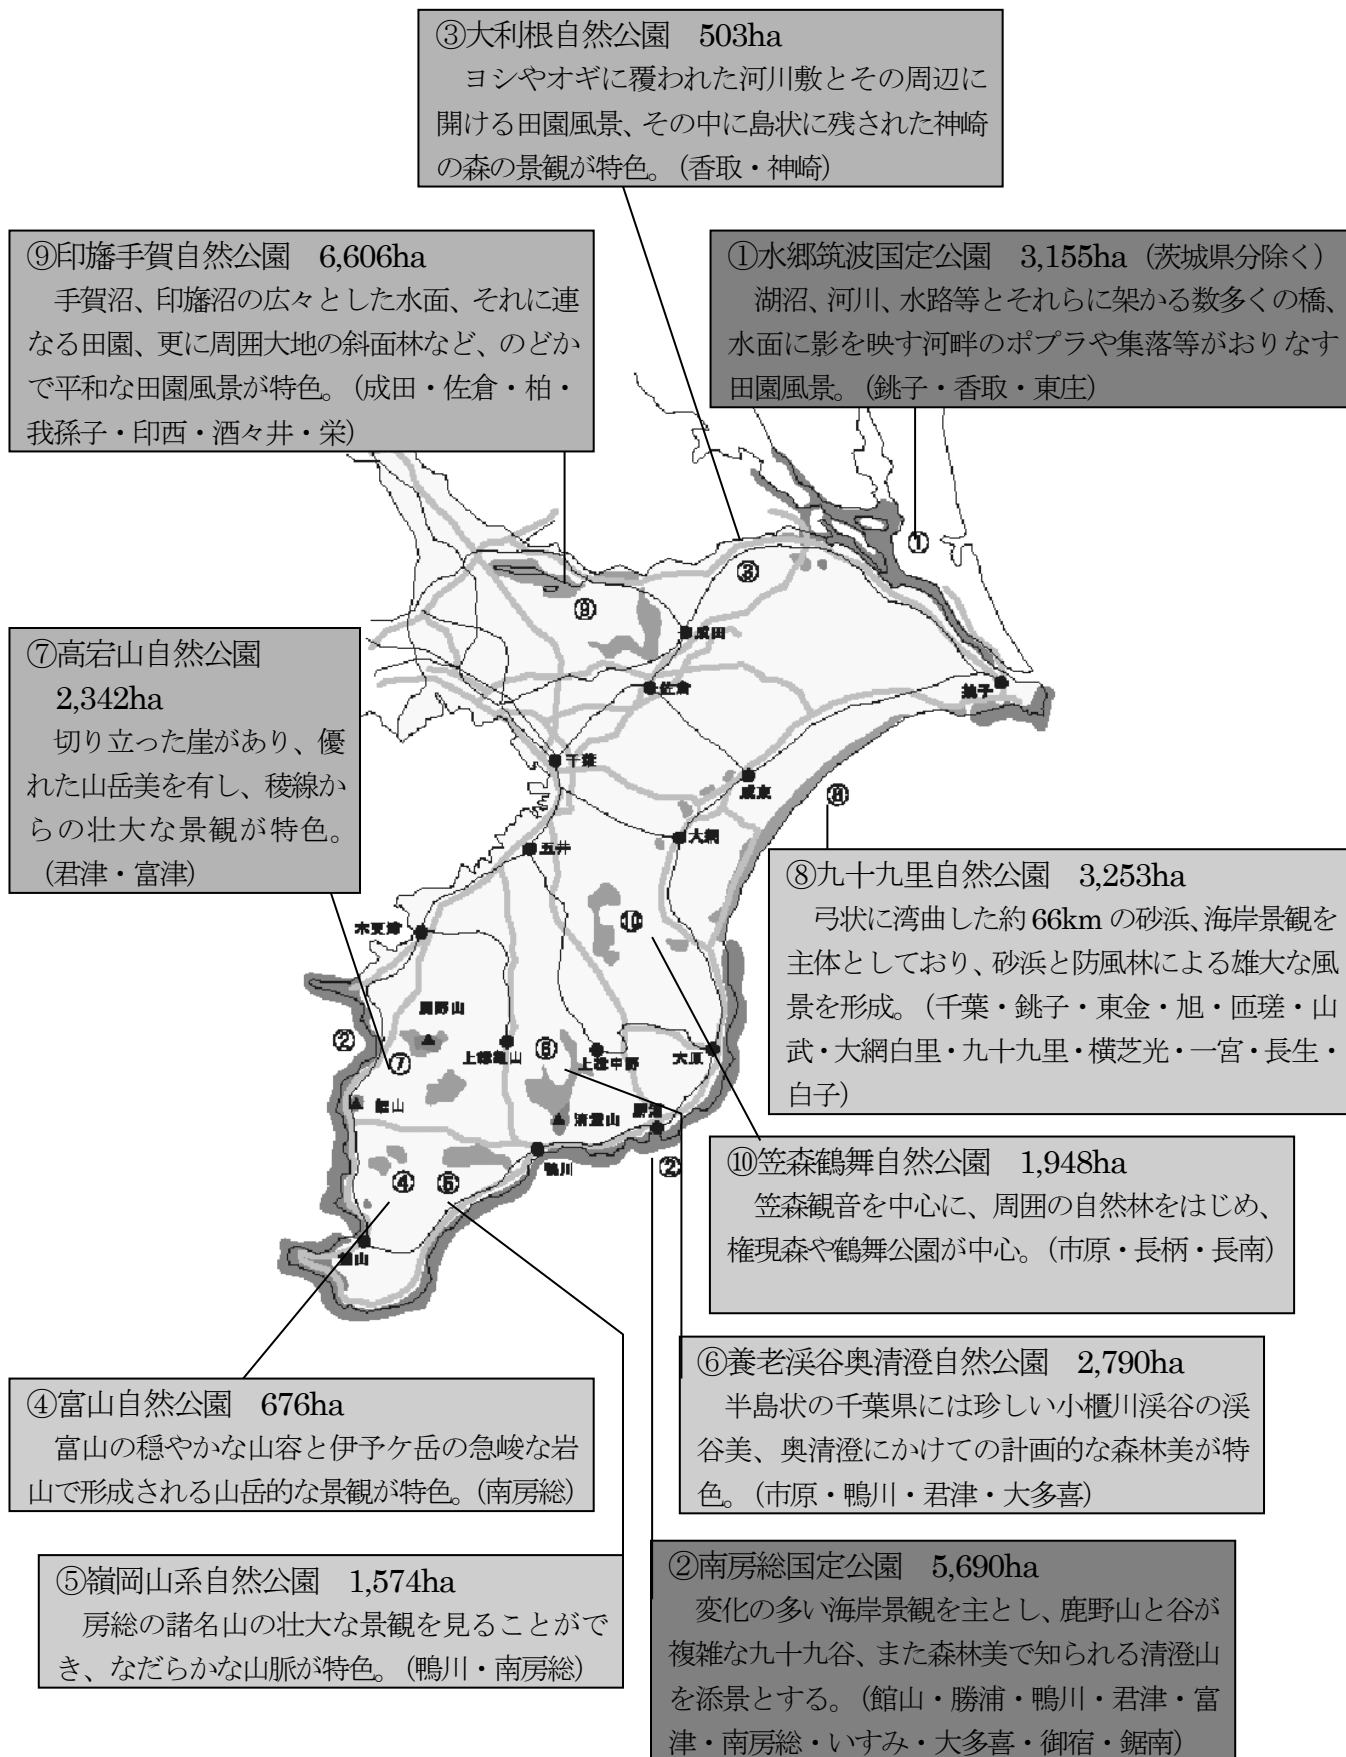 ③大利根自然公園　503ha
ヨシやオギに覆われた河川敷とその周辺に
開ける田園風景、その中に島状に残された神崎
の森の景観が特色。（香取・神崎）
⑨印旛手賀自然公園　6,606ha
手賀沼、印旛沼の広々とした水面、それに連
なる田園、更に周囲大地の斜面林など、のどか
で平和な田園風景が特色。（成田・佐倉・柏・
我孫子・印西・酒々井・栄）
①水郷筑波国定公園　3,155ha（茨城県分除く）
湖沼、河川、水路等とそれらに架かる数多くの橋、
水面に影を映す河畔のポプラや集落等がおりなす
田園風景。（銚子・香取・東庄）
①
③
⑨
成田
佐倉
銚子
⑦高宕山自然公園
2,342ha
切り立った崖があり、優
れた山岳美を有し、稜線か
らの壮大な景観が特色。
（君津・富津）
千葉
成東
⑧
大網
五井
⑧九十九里自然公園　3,253ha
弓状に湾曲した約 66km の砂浜、海岸景観を
主体としており、砂浜と防風林による雄大な風
景を形成。（千葉・銚子・東金・旭・匝瑳・山
武・大網白里・九十九里・横芝光・一宮・長生・
白子）
⑩
木更津
鹿野山
②
⑦
上総亀山
⑥
上総中野
大原
鋸山
清澄山
勝浦
鴨川
②
④
⑤
館山
⑩笠森鶴舞自然公園　1,948ha
笠森観音を中心に、周囲の自然林をはじめ、
権現森や鶴舞公園が中心。（市原・長柄・長南）
⑥養老渓谷奥清澄自然公園　2,790ha
半島状の千葉県には珍しい小櫃川渓谷の渓
谷美、奥清澄にかけての計画的な森林美が特
色。（市原・鴨川・君津・大多喜）
④富山自然公園　676ha
富山の穏やかな山容と伊予ケ岳の急峻な岩
山で形成される山岳的な景観が特色。（南房総）
⑤嶺岡山系自然公園　1,574ha
房総の諸名山の壮大な景観を見ることがで
き、なだらかな山脈が特色。（鴨川・南房総）
②南房総国定公園　5,690ha
変化の多い海岸景観を主とし、鹿野山と谷が
複雑な九十九谷、また森林美で知られる清澄山
を添景とする。（館山・勝浦・鴨川・君津・富
津・南房総・いすみ・大多喜・御宿・鋸南）